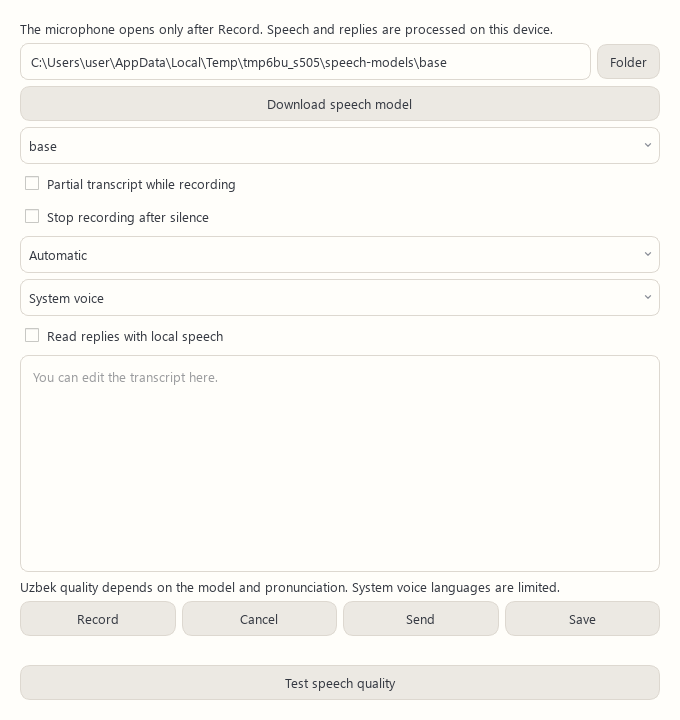 The microphone opens only after Record. Speech and replies are processed on this device.
C:\Users\user\AppData\Local\Temp\tmp6bu_s505\speech-models\base
Folder
Download speech model
base
Partial transcript while recording
Stop recording after silence
Automatic
System voice
Read replies with local speech
You can edit the transcript here.
Uzbek quality depends on the model and pronunciation. System voice languages are limited.
Record
Cancel
Send
Save
Test speech quality